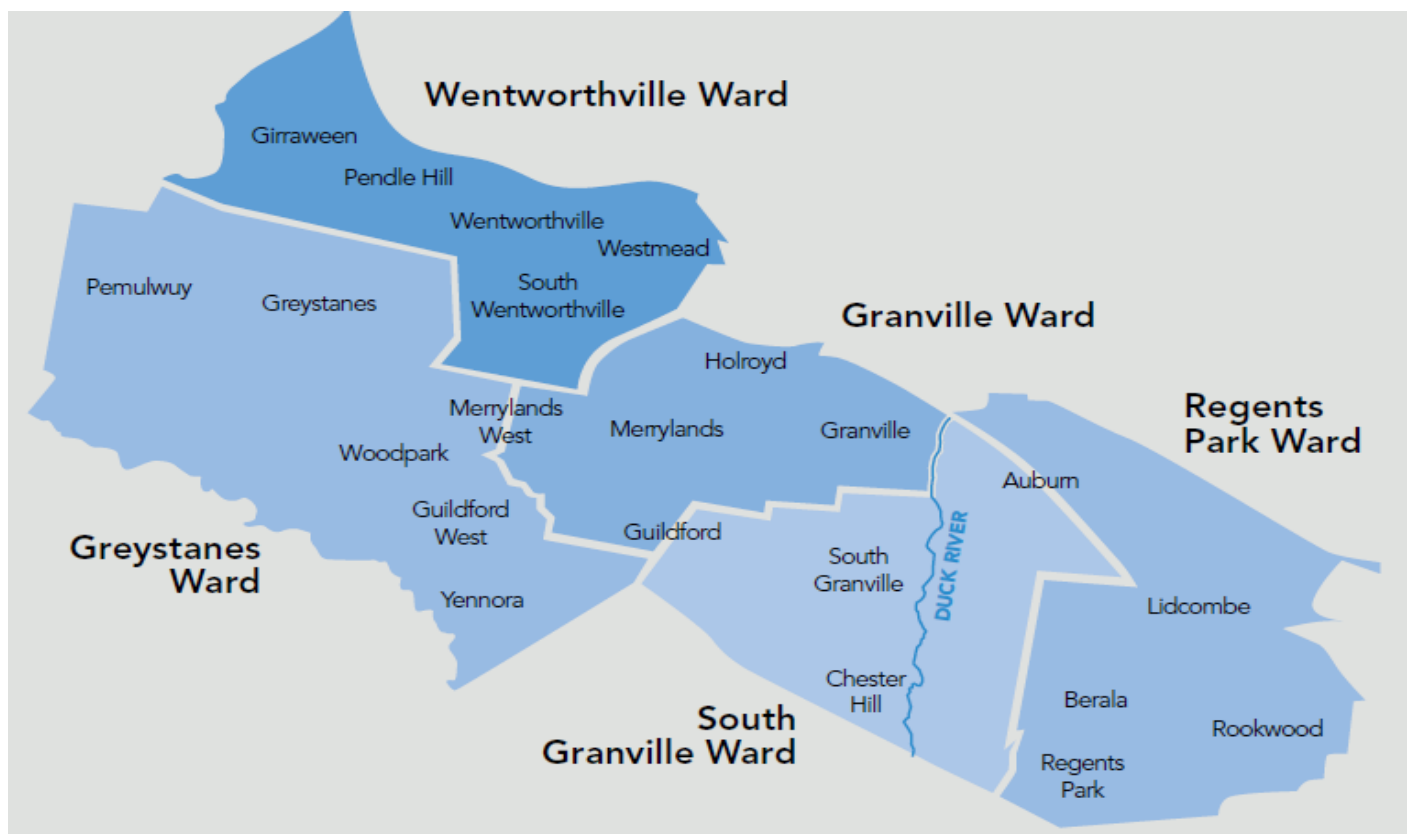 Wentworthville Ward
Girraween
Pendle Hill
Wentworthville
Westmead
South
Wentworthville
Pemulwuy
Greystanes
Granville Ward
Holroyd
Merrylands
West
Merrylands
Granville
Woodpark
Regents
Park Ward
Auburn
Guildford
West
Guildford
Greystanes
Ward
Yennora
South
Granville
DUCK RIVER
Lidcombe
Chester
Hill
Berala
Rookwood
South
Granville Ward
Regents
Park